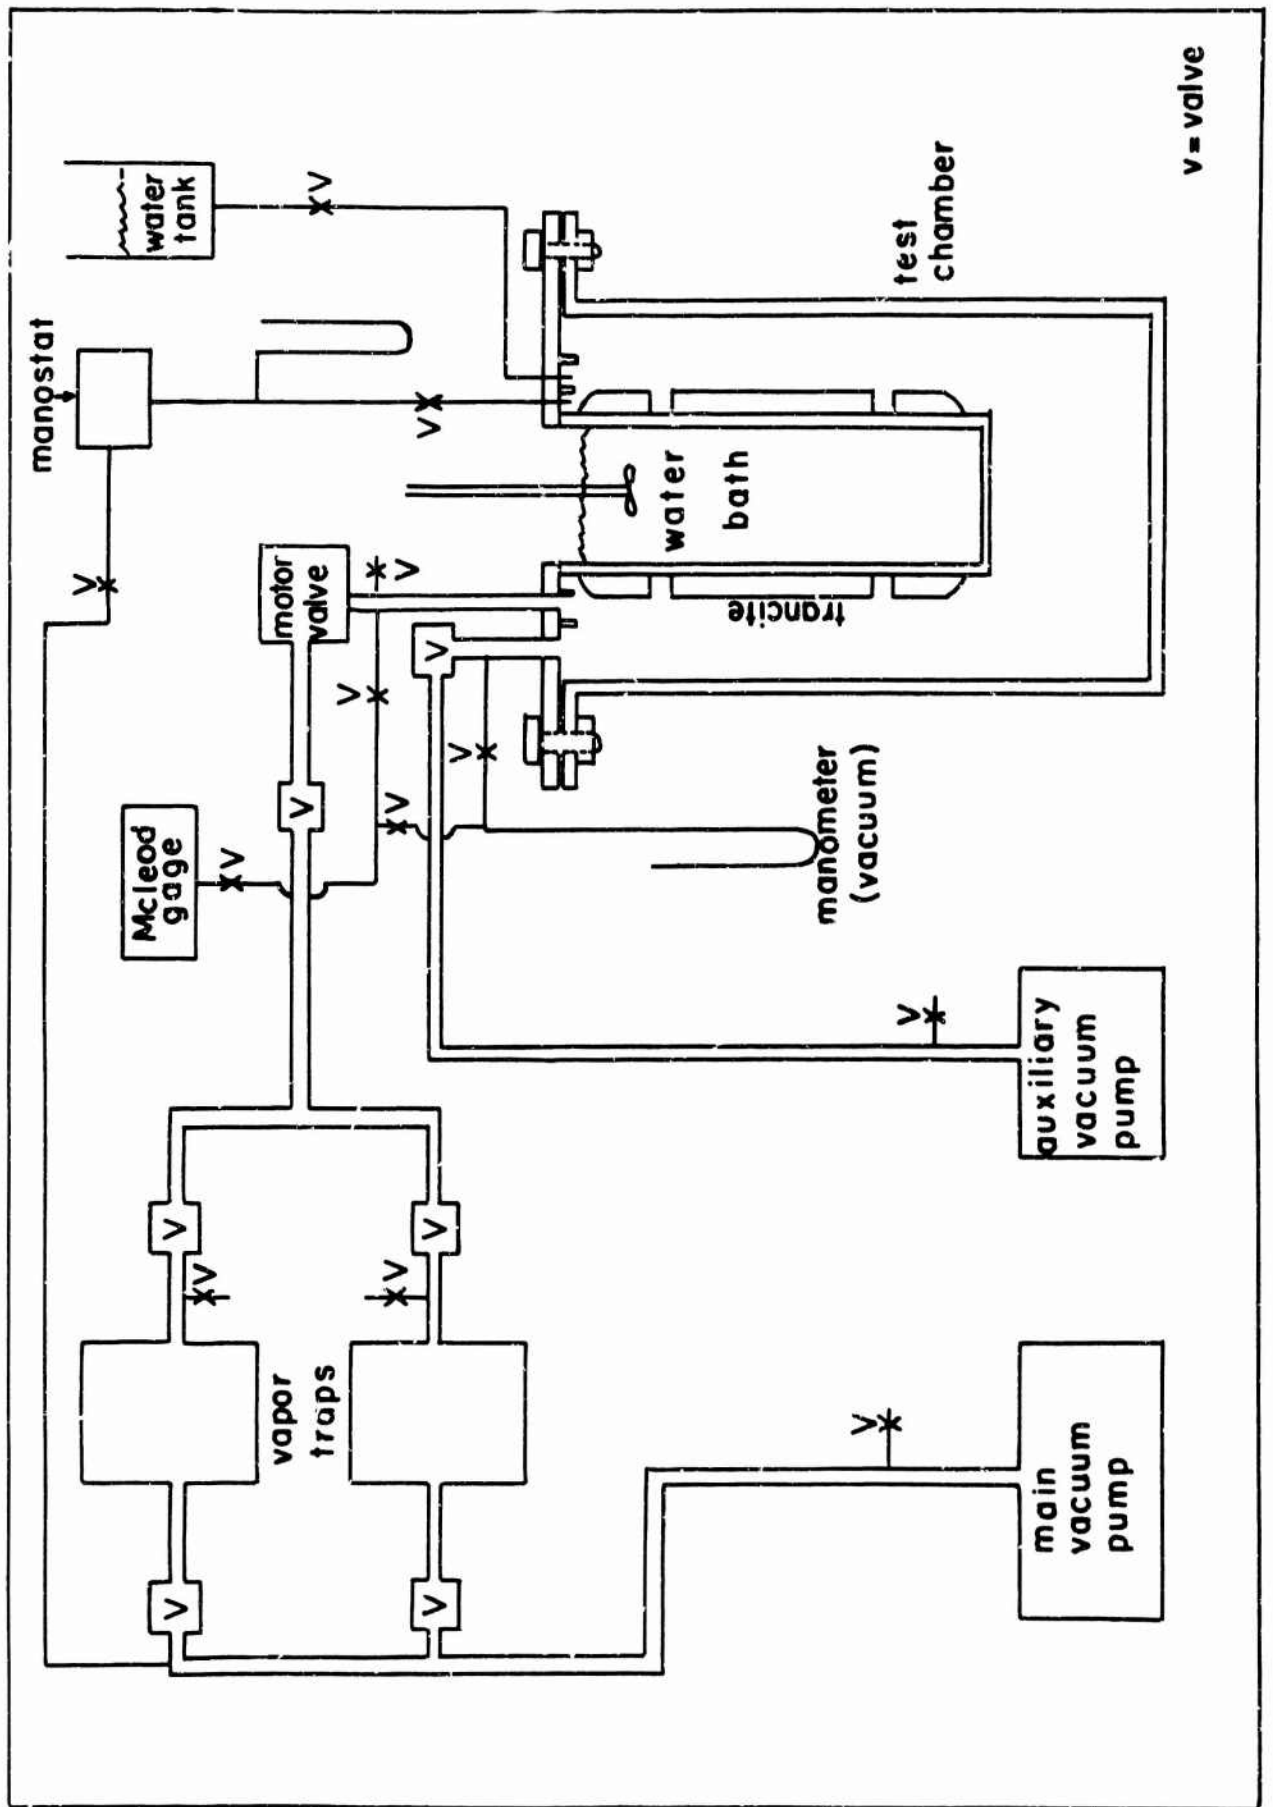 manostat
V
water
tank
Mcleod
gage
V
V
V
V
motor
valve
vapor
traps
V
V
V
V
V
V
V
V
V
V
V
water
bath
trancite
manometer
(vacuum)
test
chamber
V
V
main
vacuum
pump
auxiliary
vacuum
pump
v = valve